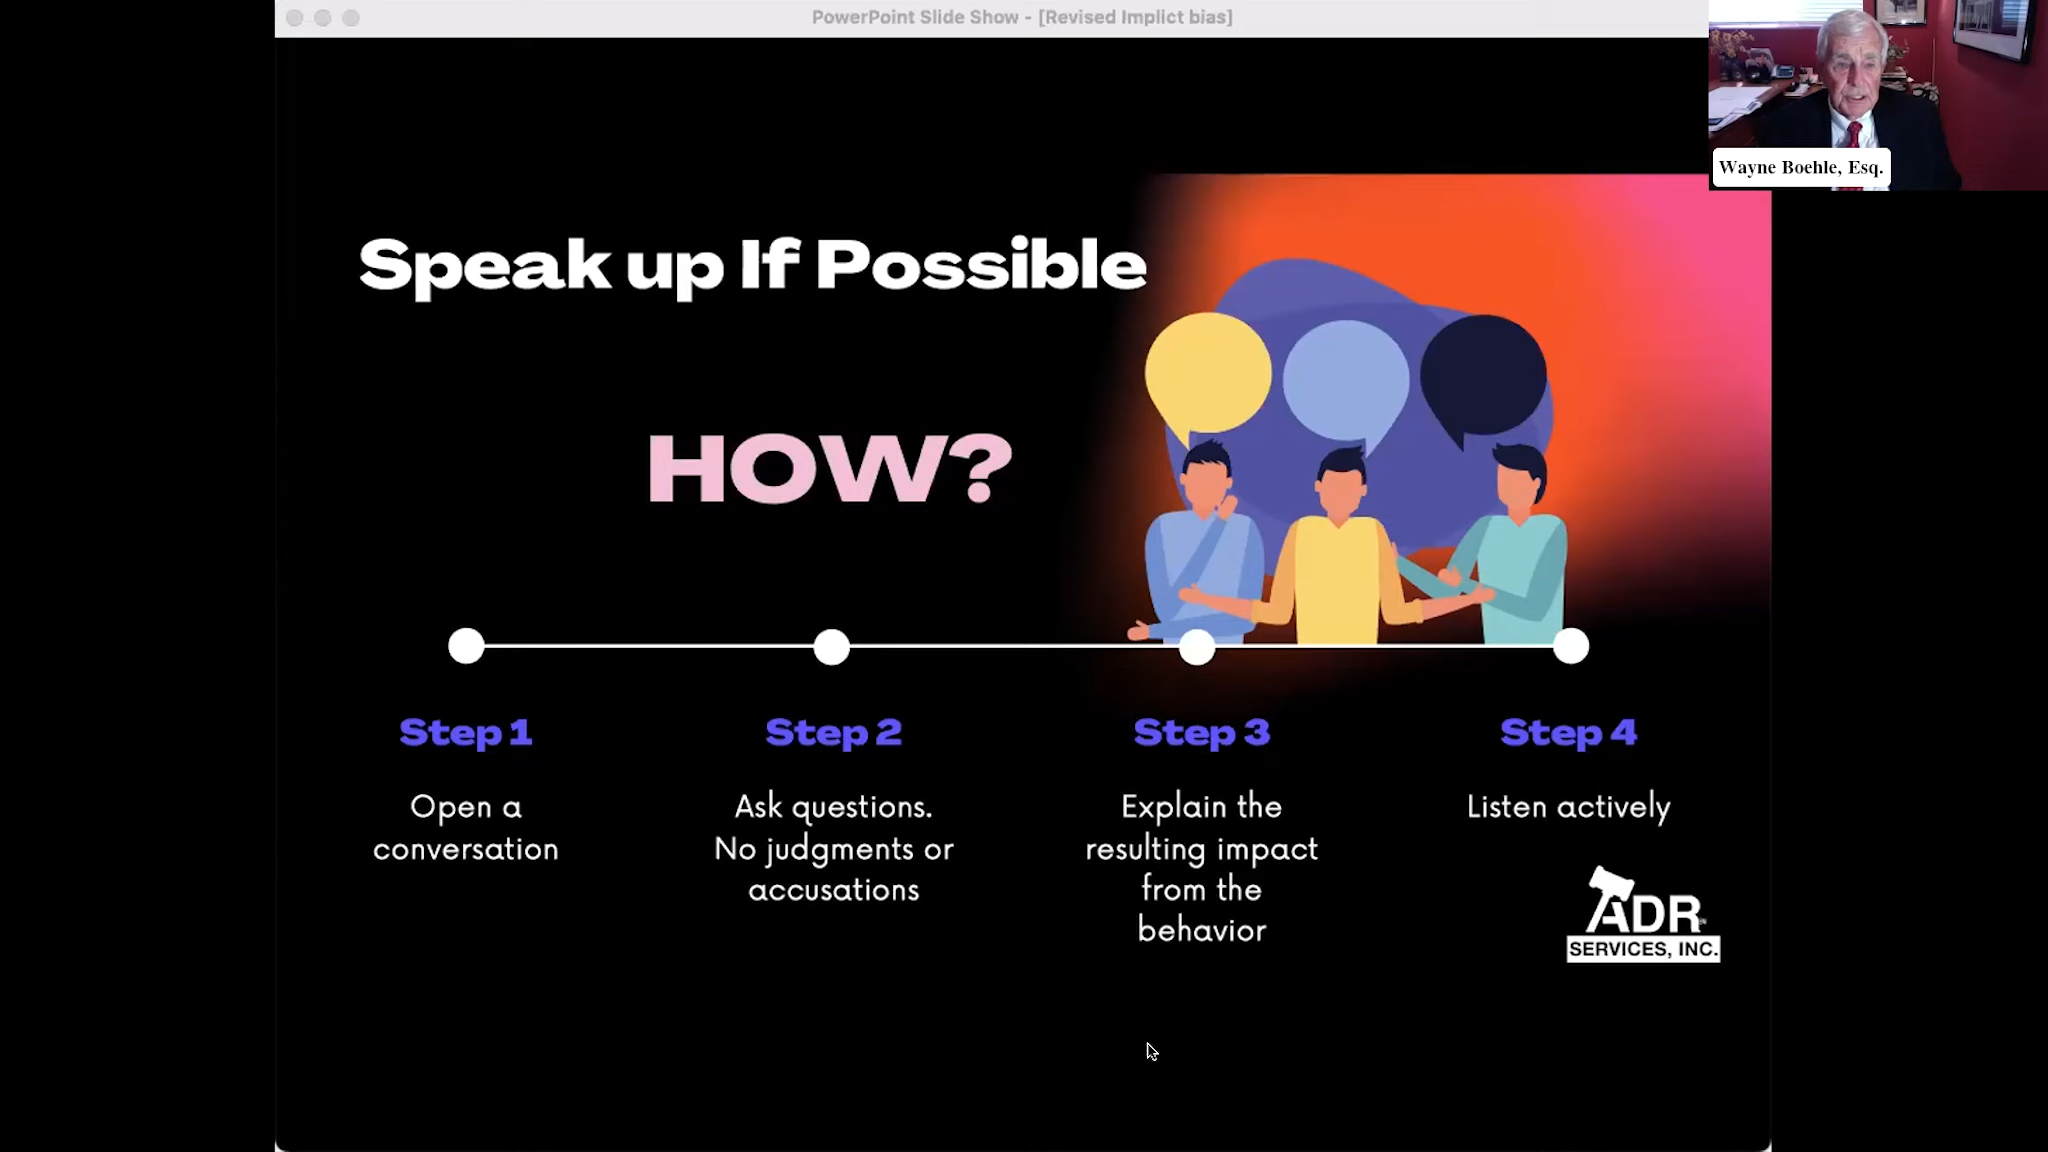 PowerPoint Slide Show - [Revised Implict bias]
Wayne Boehle, Esq.
Speak up If Possible
HOW?
Step 1
Open a
conversation
Step 2
Ask questions.
No judgments or
accusations
Step 3
Explain the
resulting impact
from the
behavior
Step 4
Listen actively
ADR
SERVICES, INC.